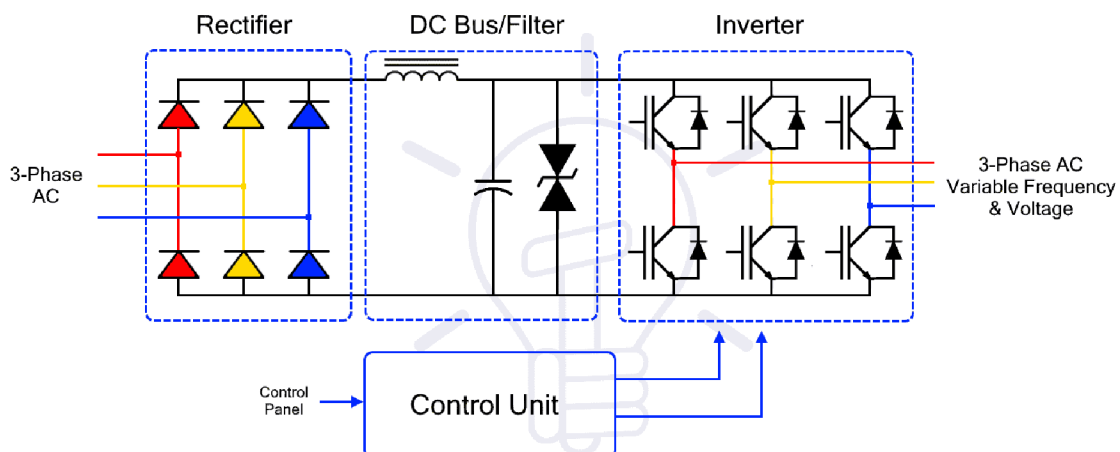 Rectifier
DC Bus/Filter
Inverter
3-Phase
AC
3-Phase AC
Variable Frequency
& Voltage
Control
Panel
Control Unit